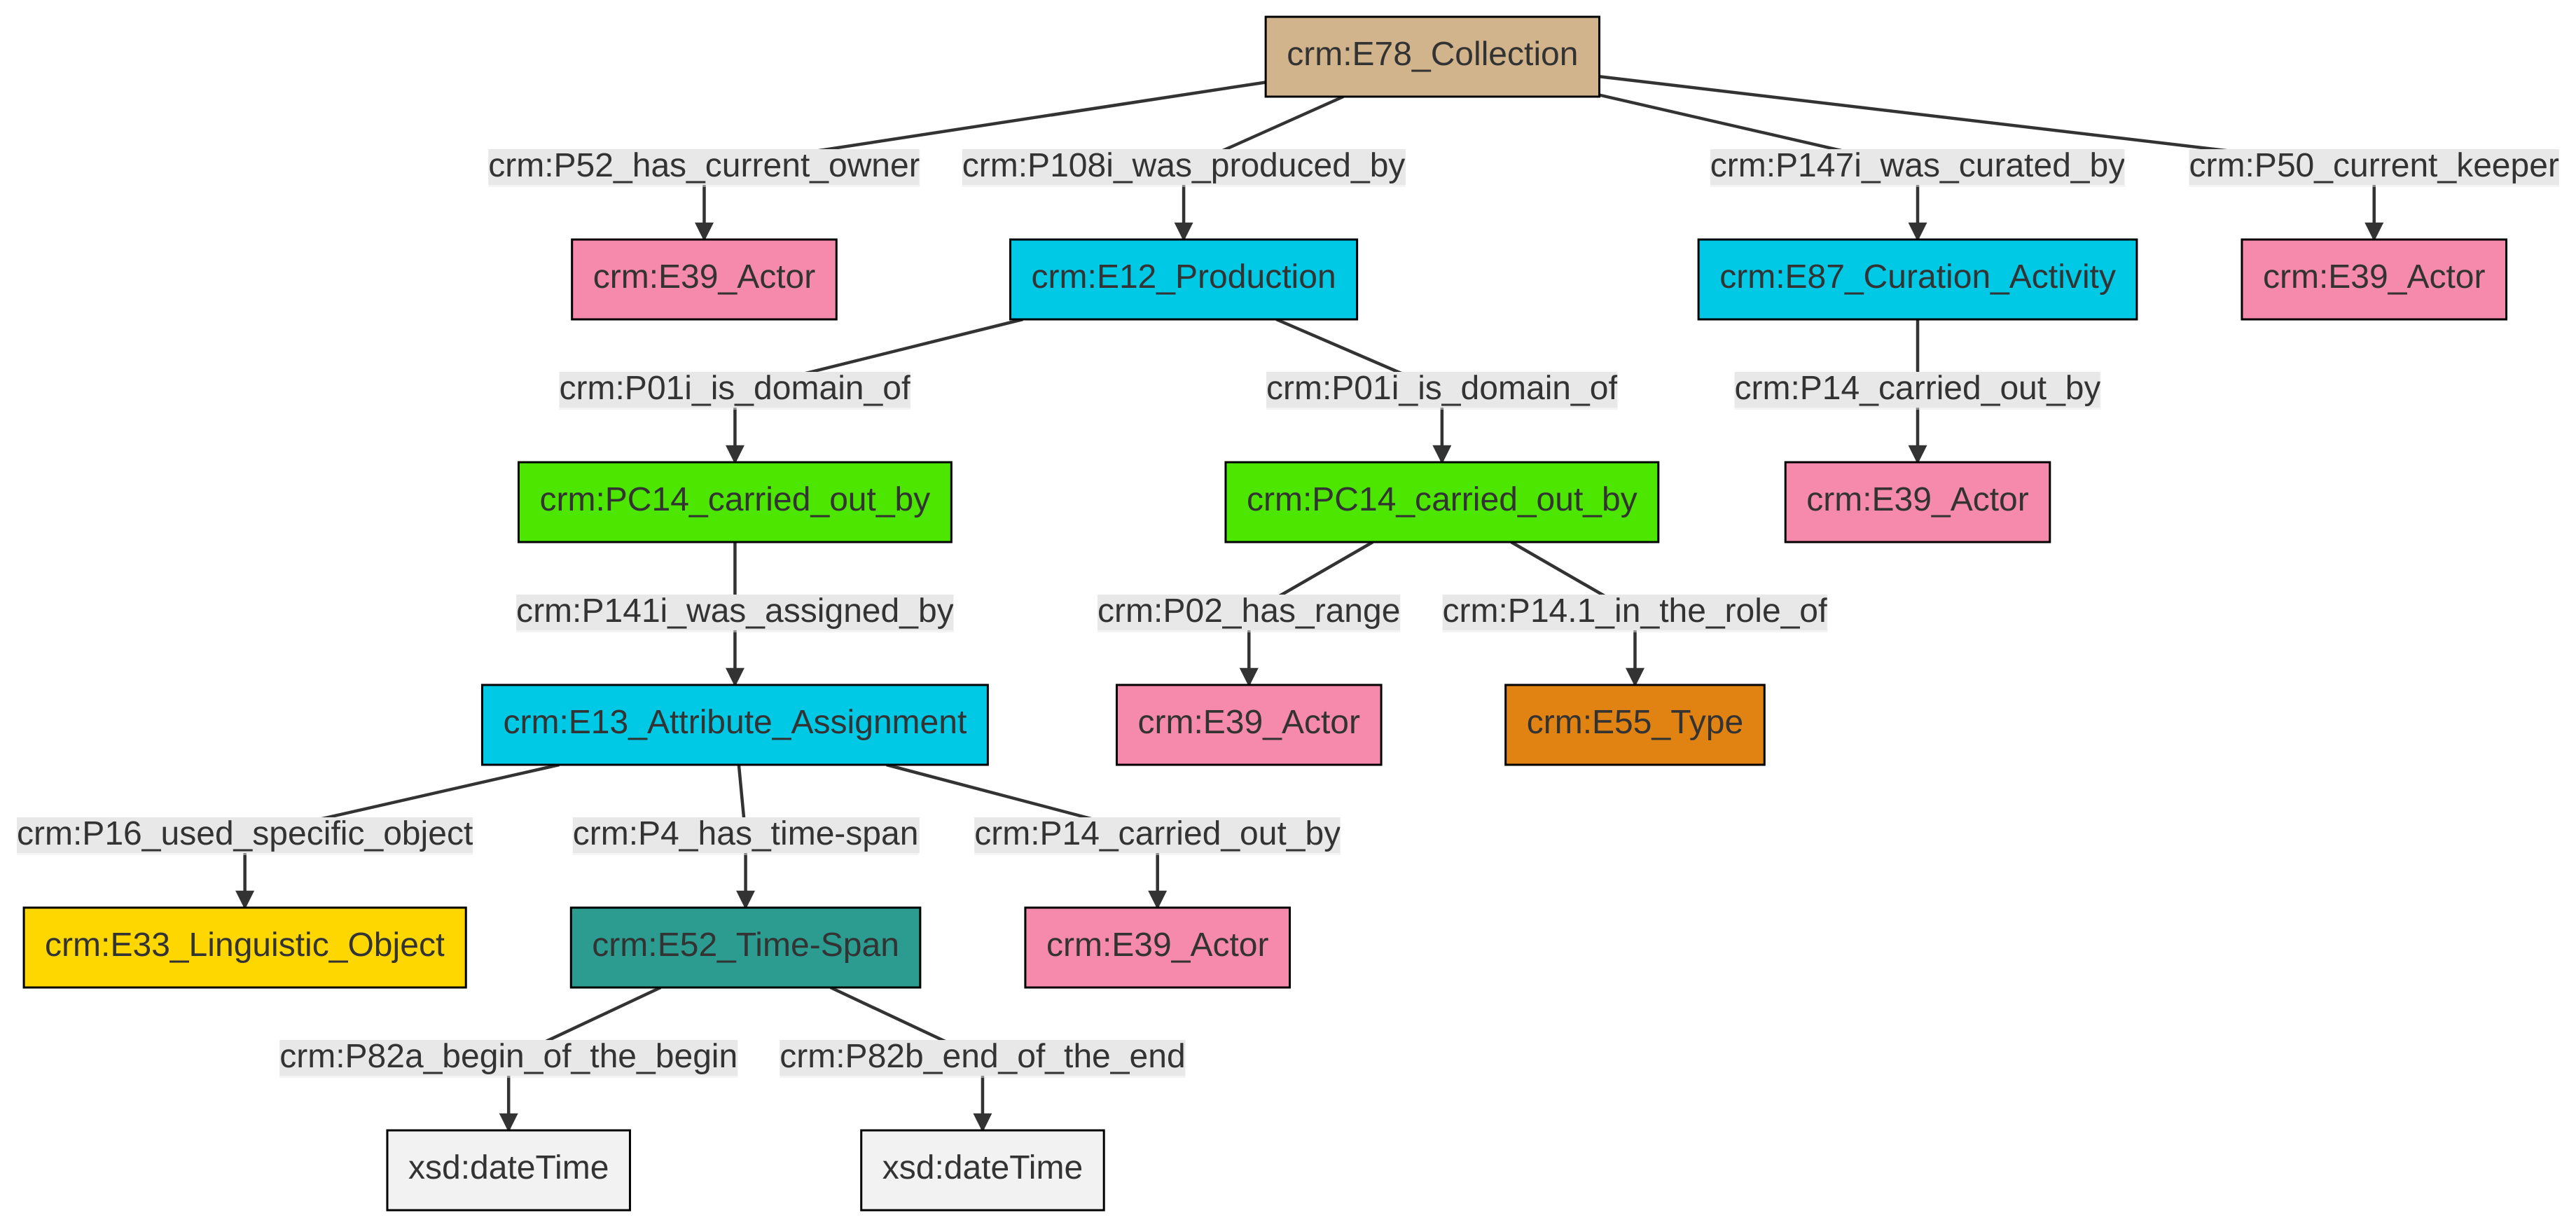 crm:E78_Collection
crm:P52_has_current_owner
crm:P108i_was_produced_by
crm:P147i_was_curated_by
crm:P50_current_keeper
crm:E39_Actor
crm:E12_Production
crm:E87_Curation_Activity
crm:E39_Actor
crm:P01i_is_domain_of
crm:P01i_is_domain_of
crm:P14_carried_out_by
crm:PC14_carried_out_by
crm:PC14_carried_out_by
crm:E39_Actor
crm:P141i_was_assigned_by
crm:P02_has_range
crm:P14.1_in_the_role_of
crm:E13_Attribute_Assignment
crm:E39_Actor
crm:E55_Type
crm:P16_used_specific_object
crm:P4_has_time-span
crm:P14_carried_out_by
crm:E33_Linguistic_Object
crm:E52_Time-Span
crm:E39_Actor
crm:P82a_begin_of_the_begin
crm:P82b_end_of_the_end
xsd:dateTime
xsd:dateTime